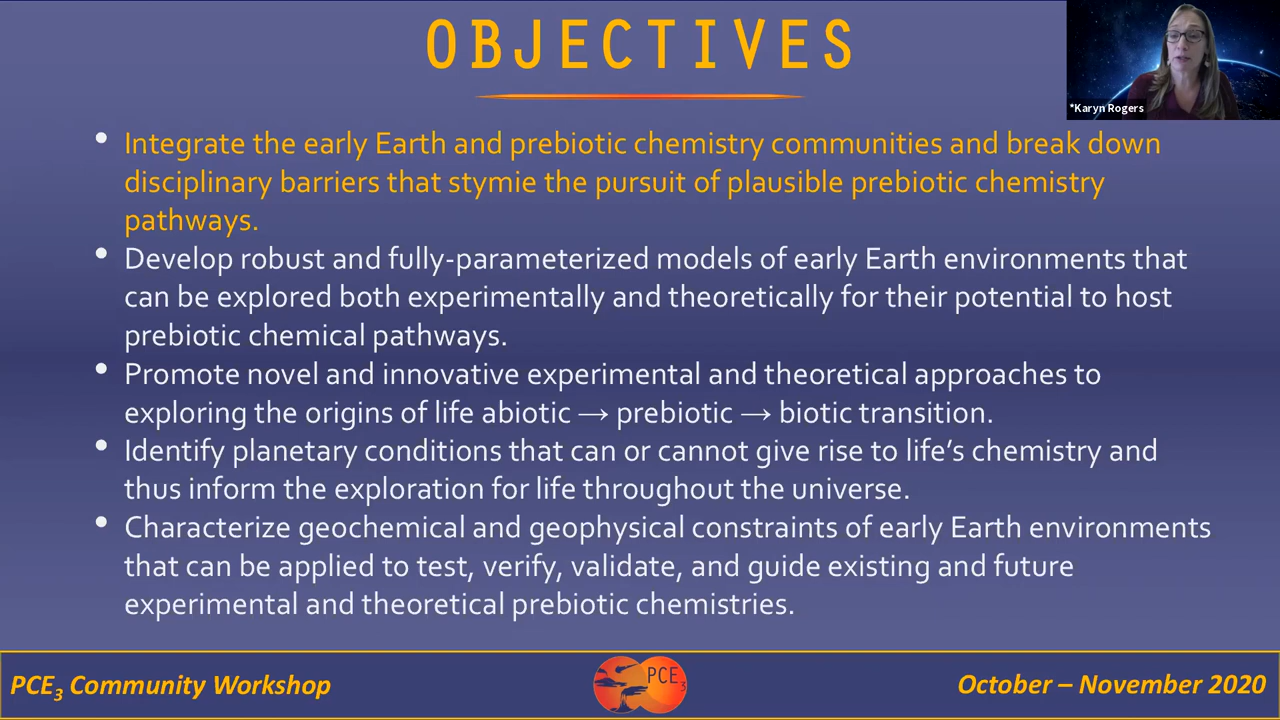 OBJECTIVES
*Karyn Rogers
• Integrate the early Earth and prebiotic chemistry communities and break down
disciplinary barriers that stymie the pursuit of plausible prebiotic chemistry
pathways.
• Develop robust and fully-parameterized models of early Earth environments that
can be explored both experimentally and theoretically for their potential to host
prebiotic chemical pathways.
• Promote novel and innovative experimental and theoretical approaches to
exploring the origins of life abiotic → prebiotic → biotic transition.
• Identify planetary conditions that can or cannot give rise to life’s chemistry and
thus inform the exploration for life throughout the universe.
• Characterize geochemical and geophysical constraints of early Earth environments
that can be applied to test, verify, validate, and guide existing and future
experimental and theoretical prebiotic chemistries.
PCE₃ Community Workshop
PCE₃
October – November 2020